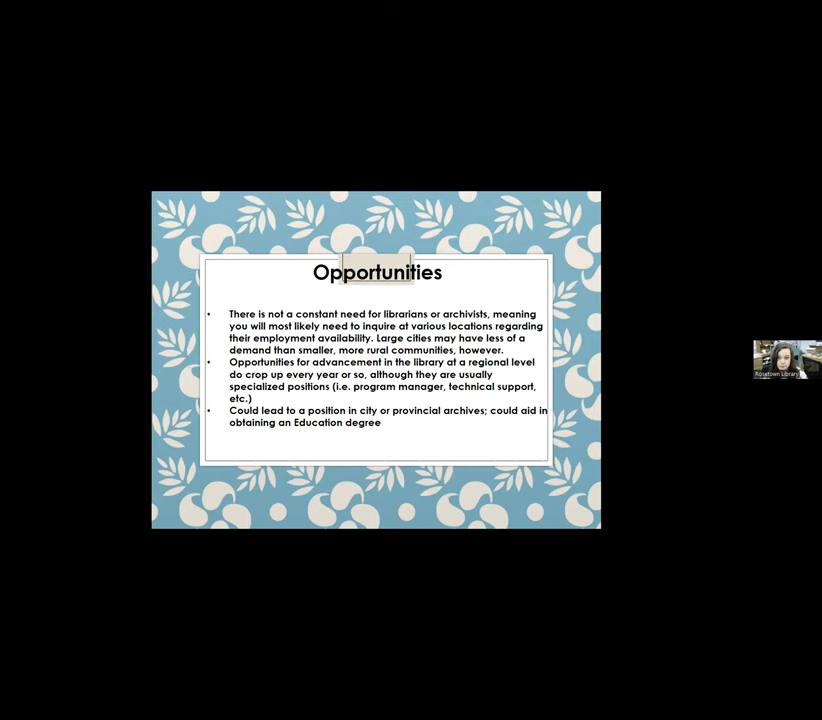 Opportunities
• There is not a constant need for librarians or archivists, meaning
you will most likely need to inquire at various locations regarding
their employment availability. Large cities may have less of a
demand than smaller, more rural communities, however.
• Opportunities for advancement in the library at a regional level
do crop up every year or so, although they are usually
specialized positions (i.e. program manager, technical support,
etc.)
• Could lead to a position in city or provincial archives; could aid in
obtaining an Education degree
Rosetown Library